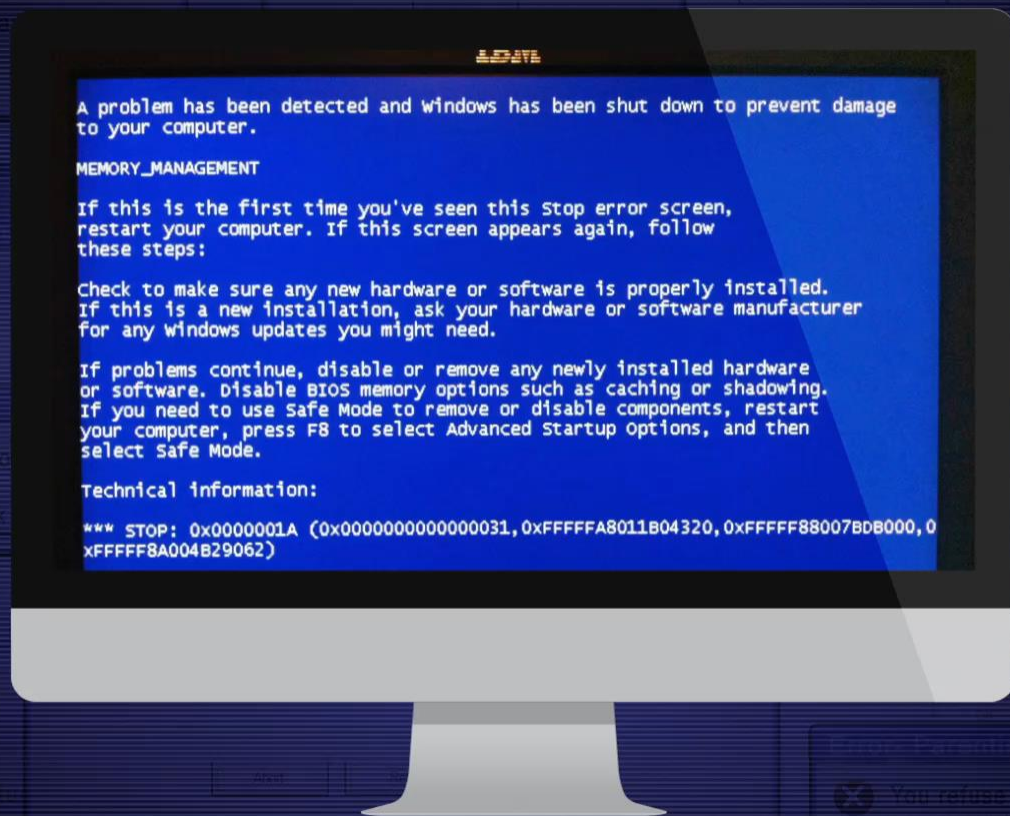 IBM
A problem has been detected and Windows has been shut down to prevent damage
to your computer.
MEMORY_MANAGEMENT
If this is the first time you've seen this Stop error screen,
restart your computer. If this screen appears again, follow
these steps:
Check to make sure any new hardware or software is properly installed.
If this is a new installation, ask your hardware or software manufacturer
for any Windows updates you might need.
If problems continue, disable or remove any newly installed hardware
or software. Disable BIOS memory options such as caching or shadowing.
If you need to use Safe Mode to remove or disable components, restart
your computer, press F8 to select Advanced Startup Options, and then
select Safe Mode.
Technical information:
*** STOP: 0x0000001A (0x0000000000000031,0xFFFFFA8011B04320,0xFFFFF88007BDB000,0
xFFFFF8A004B29062)
Abort
Error
You refuse